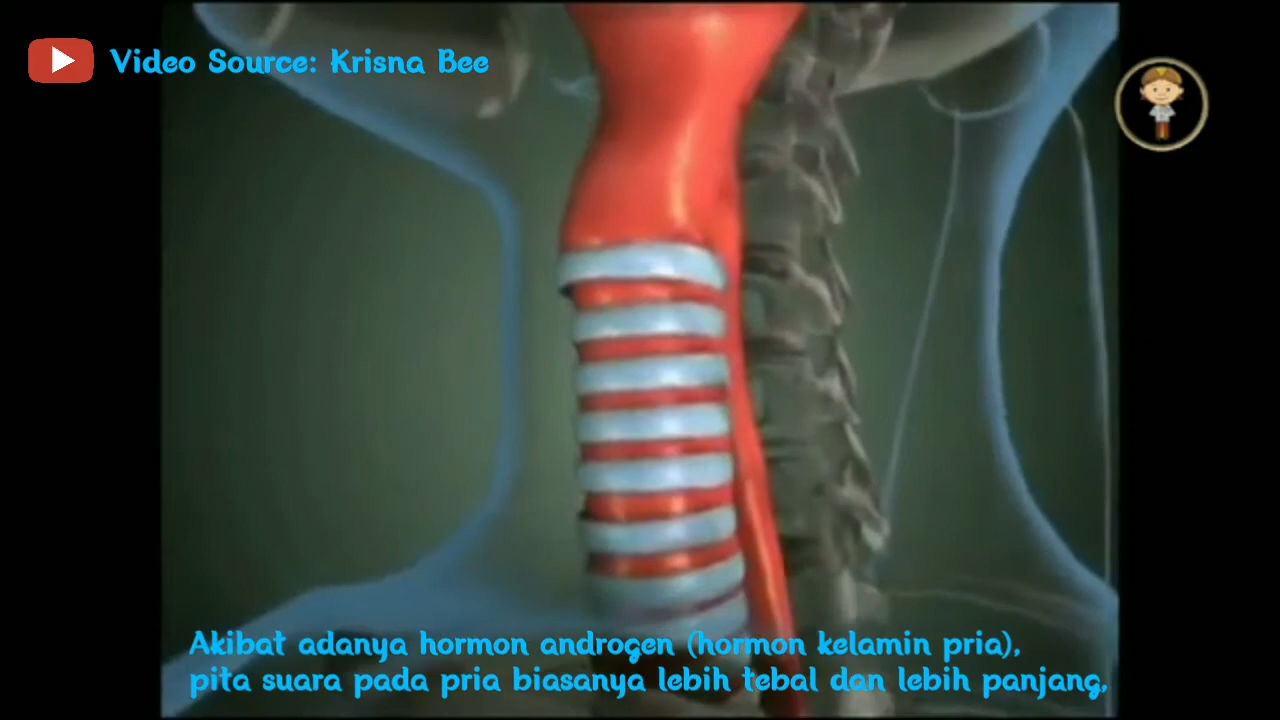 Video Source: Krisna Bee
Akibat adanya hormon androgen (hormon kelamin pria),
pita suara pada pria biasanya lebih tebal dan lebih panjang,